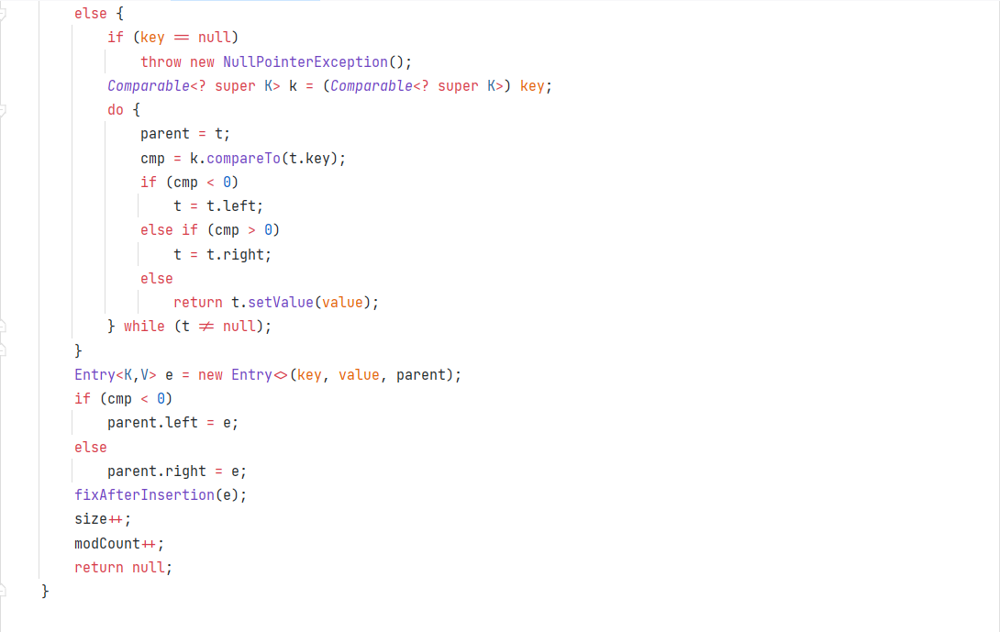 else {
if (key == null)
throw new NullPointerException();
Comparable<? super K> k = (Comparable<? super K>) key;
do {
parent = t;
cmp = k.compareTo(t.key);
if (cmp < 0)
t = t.left;
else if (cmp > 0)
t = t.right;
else
return t.setValue(value);
} while (t != null);
}
Entry<K,V> e = new Entry<>(key, value, parent);
if (cmp < 0)
parent.left = e;
else
parent.right = e;
fixAfterInsertion(e);
size++;
modCount++;
return null;
}